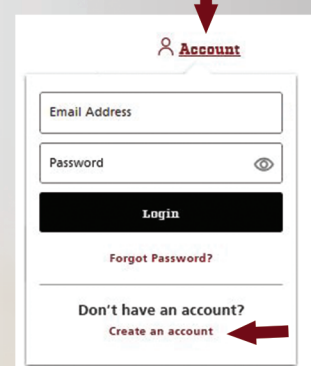 Account
Email Address
Password
Login
Forgot Password?
Don't have an account?
Create an account